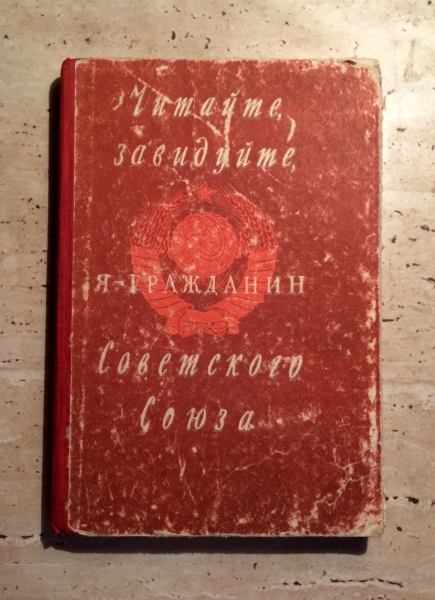 Читайте,
завидуйте,
Я-ГРАЖДАНИН
Советского
Союза